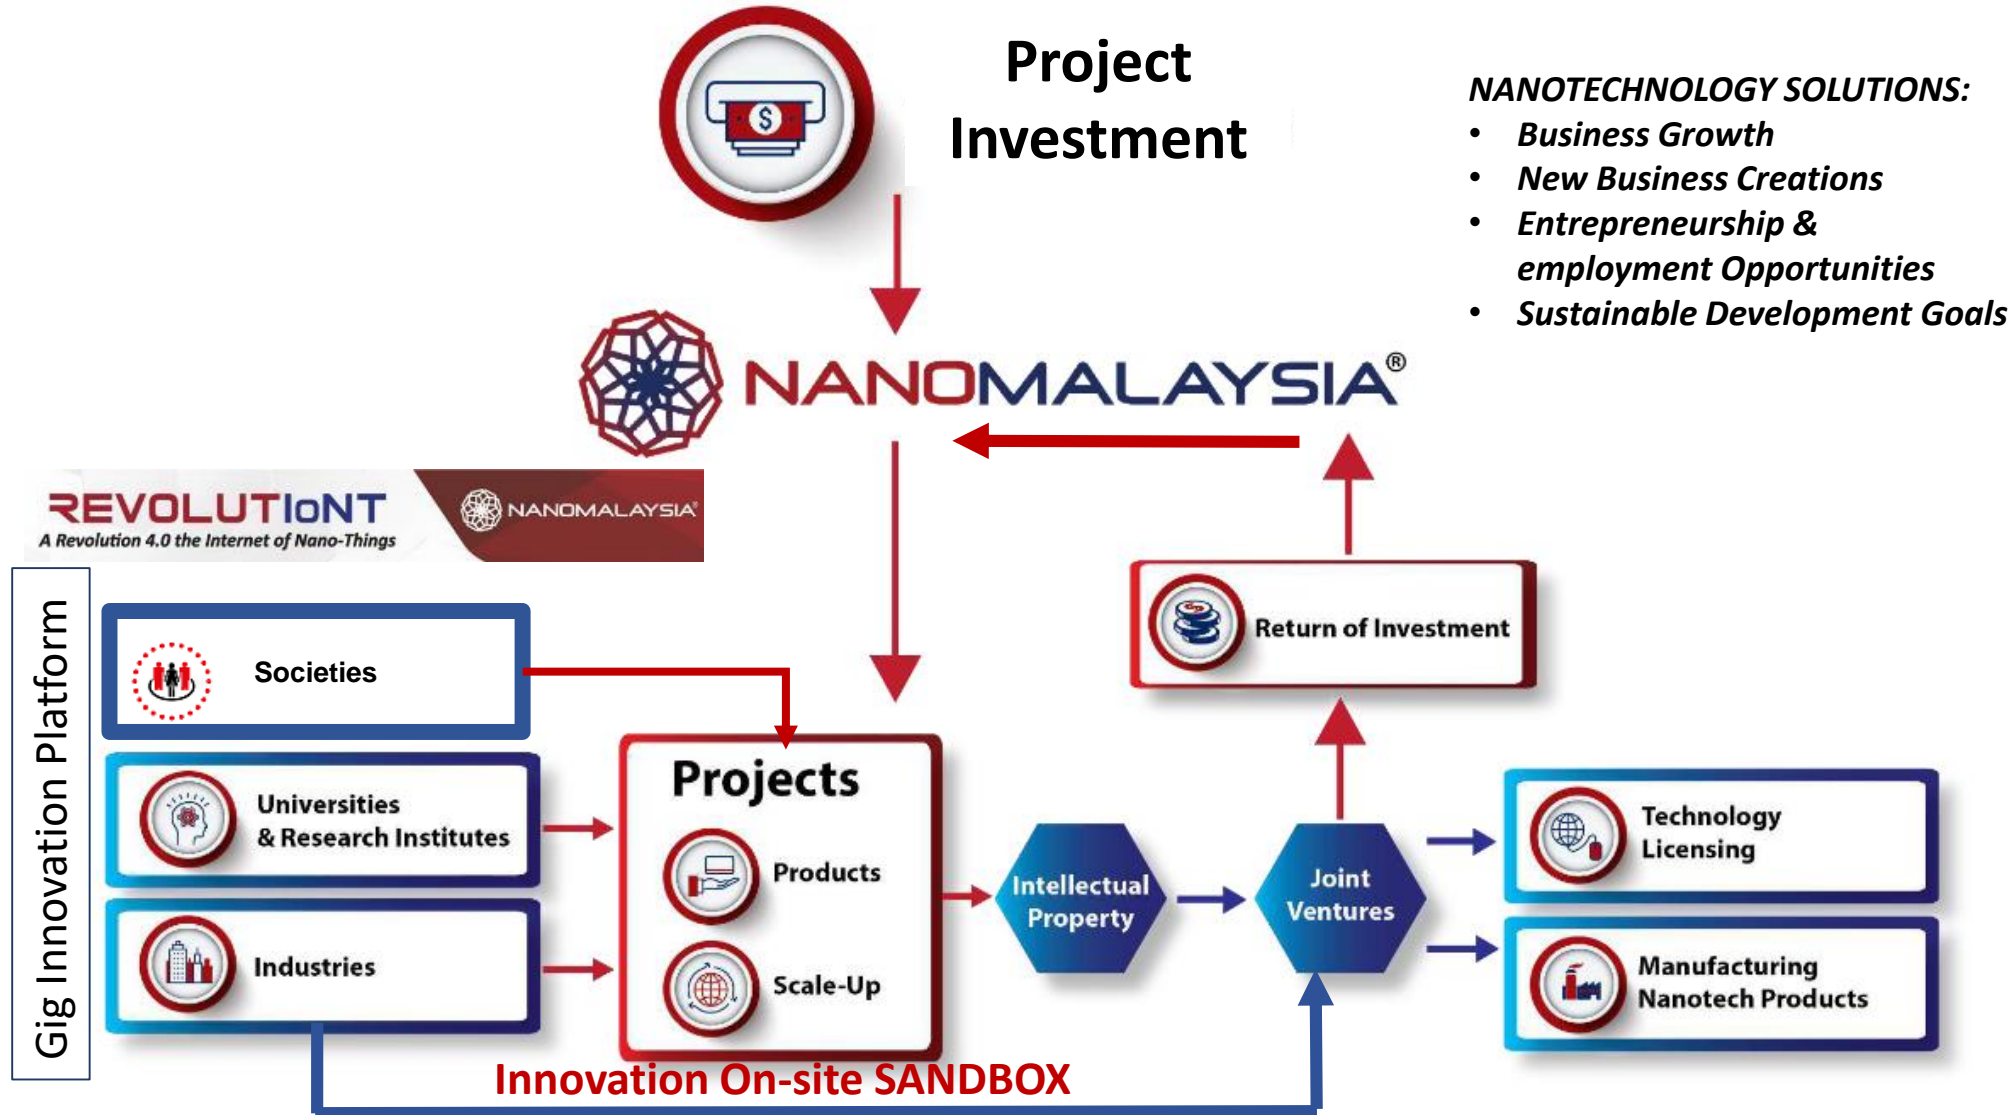 Project
Investment
NANOTECHNOLOGY SOLUTIONS:
• Business Growth
• New Business Creations
• Entrepreneurship &
employment Opportunities
• Sustainable Development Goals
NANOMALAYSIA®
REVOLUTIoNT
A Revolution 4.0 the Internet of Nano-Things
NANOMALAYSIA®
Gig Innovation Platform
Societies
Universities
& Research Institutes
Industries
Projects
Products
Scale-Up
Intellectual
Property
Joint
Ventures
Return of Investment
Technology
Licensing
Manufacturing
Nanotech Products
Innovation On-site SANDBOX